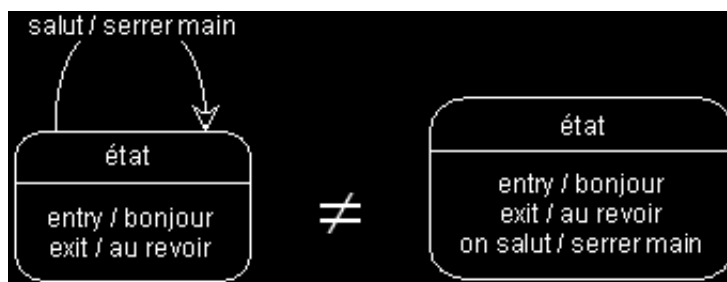 salut / serrer main
état
entry / bonjour
exit / au revoir
≠
état
entry / bonjour
exit / au revoir
on salut / serrer main